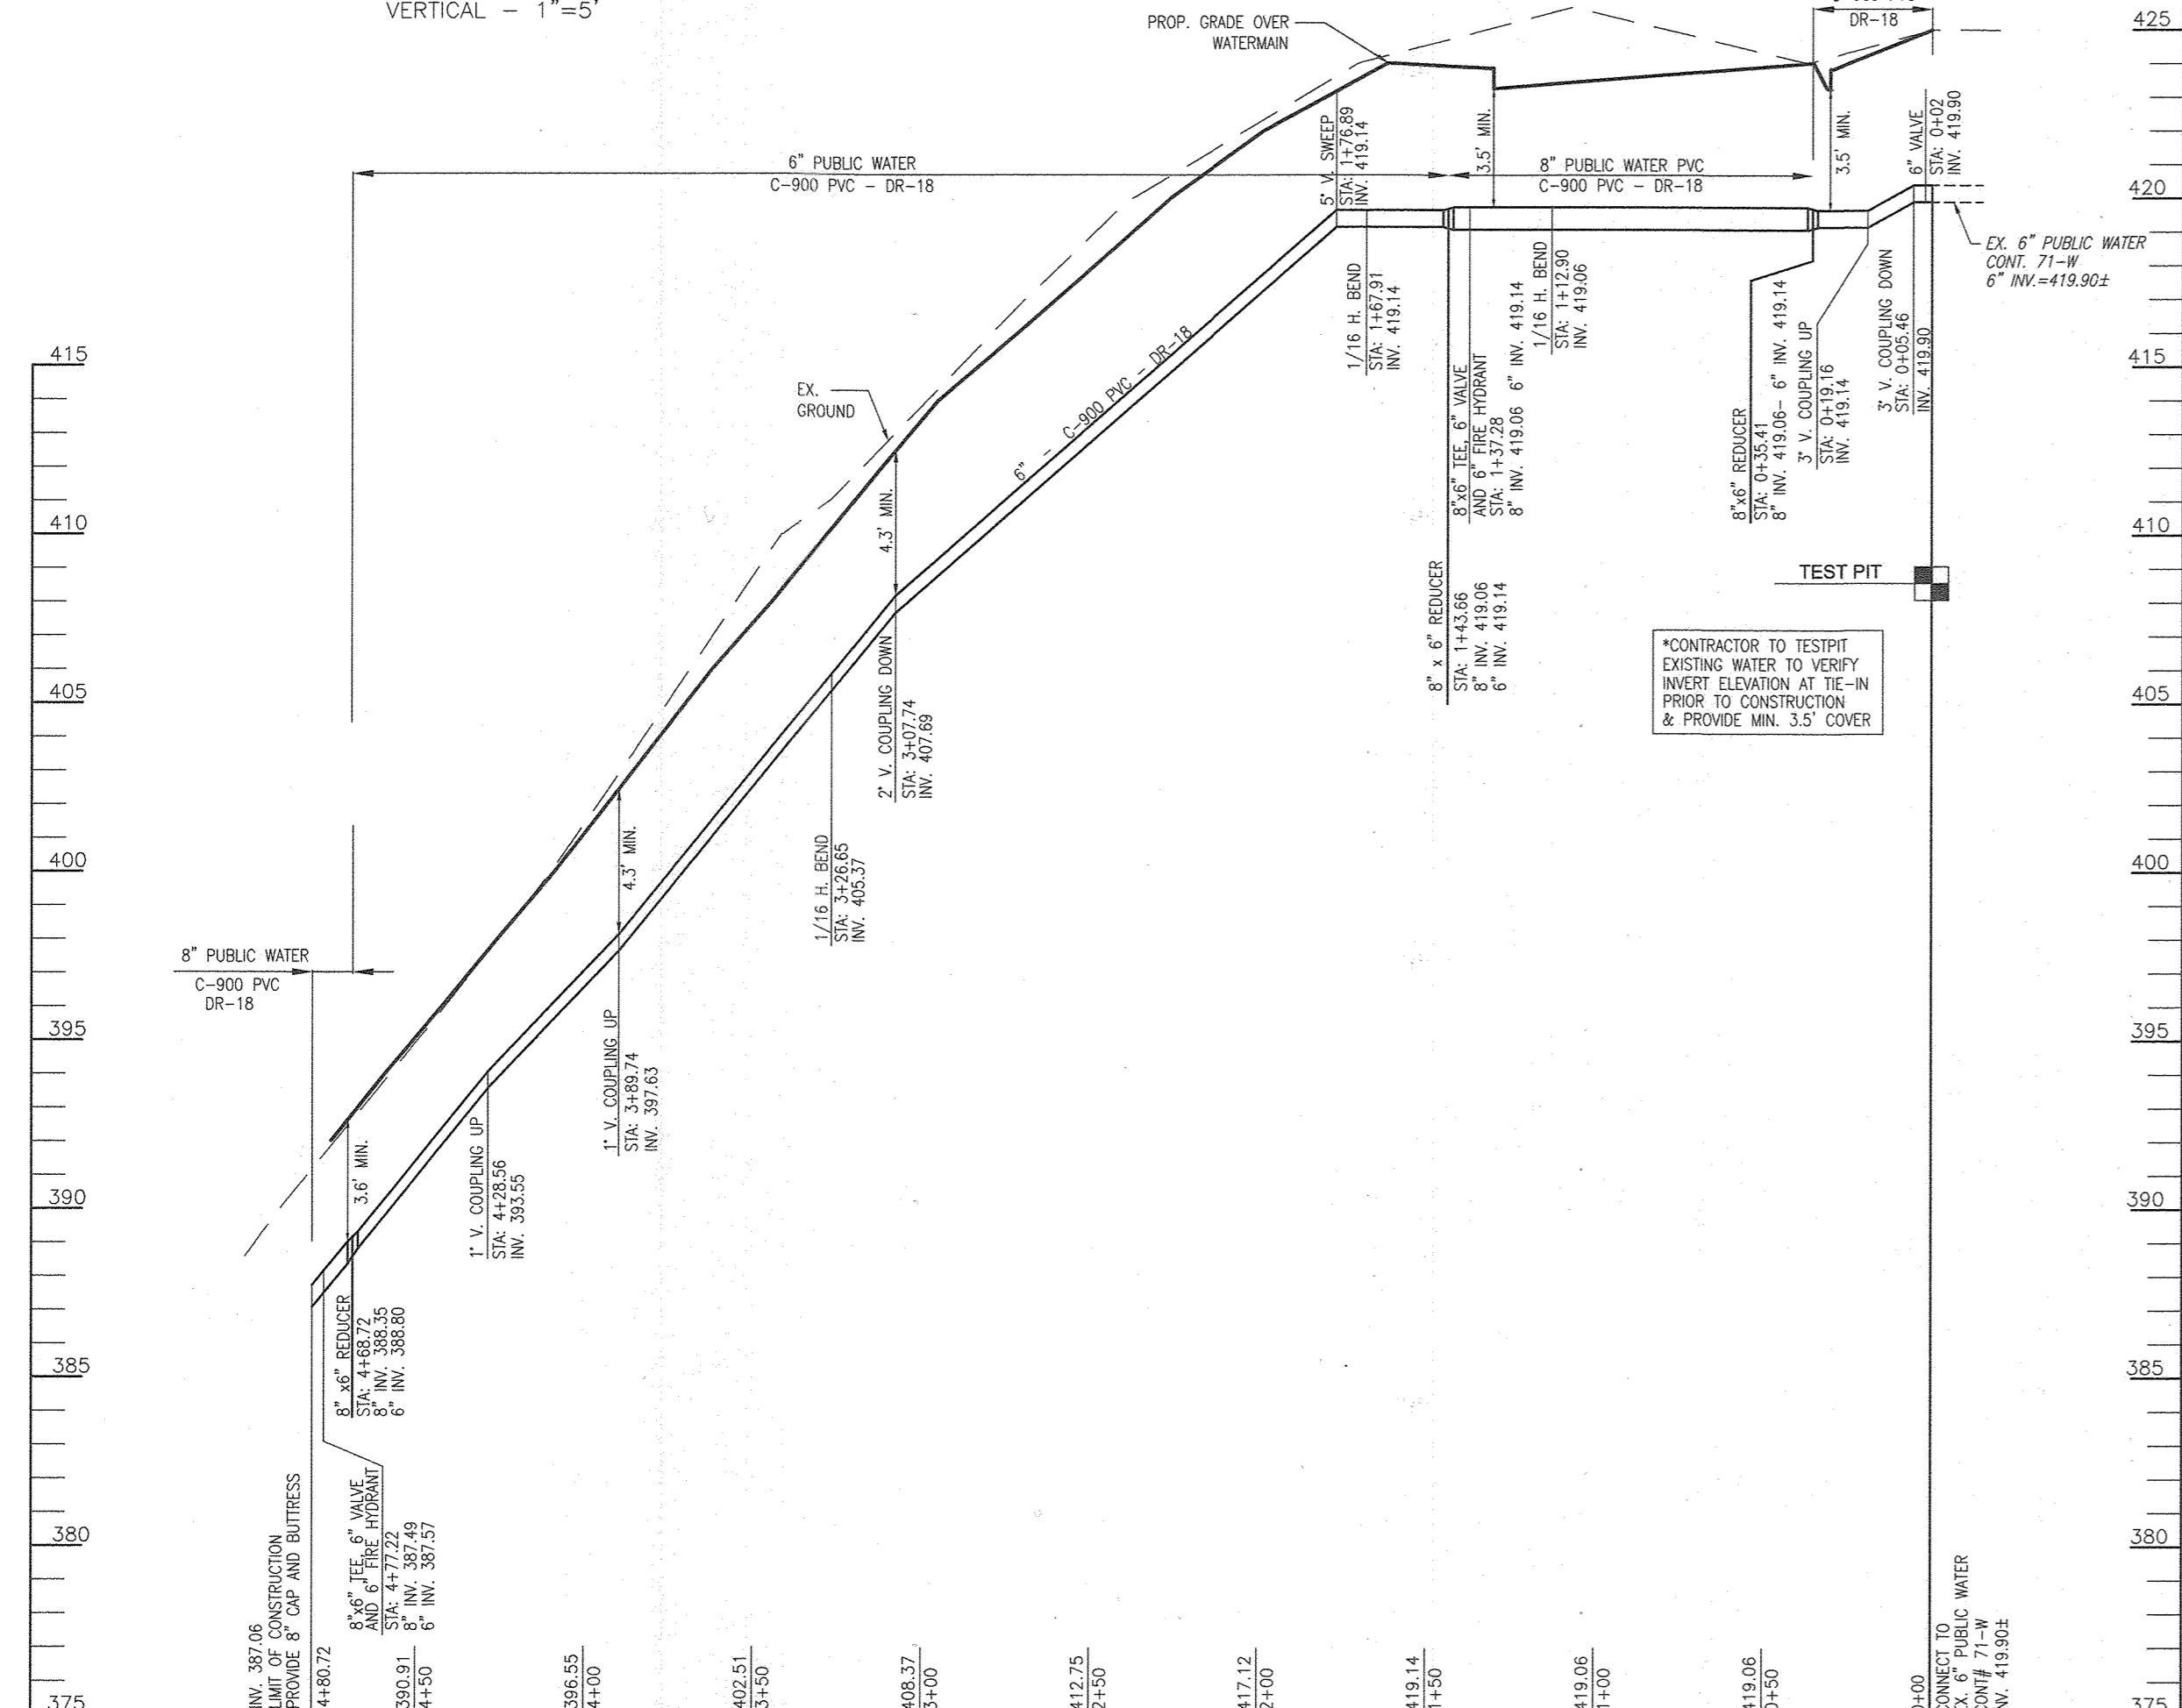 VERTICAL - 1"=5'
PROP. GRADE OVER
WATERMAIN
DR-18
425
6" PUBLIC WATER
C-900 PVC - DR-18
5° V. SWEEP
STA: 1+76.89
INV. 419.14
3.5' MIN.
8" PUBLIC WATER PVC
C-900 PVC - DR-18
3.5' MIN.
6" VALVE
STA: 0+02
INV. 419.90
420
EX. 6" PUBLIC WATER
CONT. 71-W
6" INV.=419.90±
1/16 H. BEND
STA: 1+67.91
INV. 419.14
8"x6" TEE, 6" VALVE
AND 6" FIRE HYDRANT
STA: 1+37.28
8" INV. 419.06 6" INV. 419.14
1/16 H. BEND
STA: 1+12.90
INV. 419.06
8"x6" REDUCER
STA: 0+35.41
8" INV. 419.06- 6" INV. 419.14
3° V. COUPLING UP
STA: 0+19.16
INV. 419.14
3° V. COUPLING DOWN
STA: 0+05.46
INV. 419.90
415
415
EX.
GROUND
6" - C-900 PVC - DR-18
4.3' MIN.
410
410
8" x 6" REDUCER
STA: 1+43.66
8" INV. 419.06
6" INV. 419.14
TEST PIT
*CONTRACTOR TO TESTPIT
EXISTING WATER TO VERIFY
INVERT ELEVATION AT TIE-IN
PRIOR TO CONSTRUCTION
& PROVIDE MIN. 3.5' COVER
405
405
2° V. COUPLING DOWN
STA: 3+07.74
INV. 407.69
4.3' MIN.
1/16 H. BEND
STA: 3+26.65
INV. 405.37
400
400
8" PUBLIC WATER
C-900 PVC
DR-18
395
395
1° V. COUPLING UP
STA: 3+89.74
INV. 397.63
3.6' MIN.
1° V. COUPLING UP
STA: 4+28.56
INV. 393.55
390
390
8" x6" REDUCER
STA: 4+68.72
8" INV. 388.35
6" INV. 388.80
385
385
8"x6" TEE, 6" VALVE
AND 6" FIRE HYDRANT
STA: 4+77.22
8" INV. 387.49
6" INV. 387.57
380
380
INV. 387.06
LIMIT OF CONSTRUCTION
PROVIDE 8" CAP AND BUTTRESS
4+80.72
390.91
4+50
396.55
4+00
402.51
3+50
408.37
3+00
412.75
2+50
417.12
2+00
419.14
1+50
419.06
1+00
419.06
0+50
0+00
CONNECT TO
EX. 6" PUBLIC WATER
CONT# 71-W
INV. 419.90±
375
375